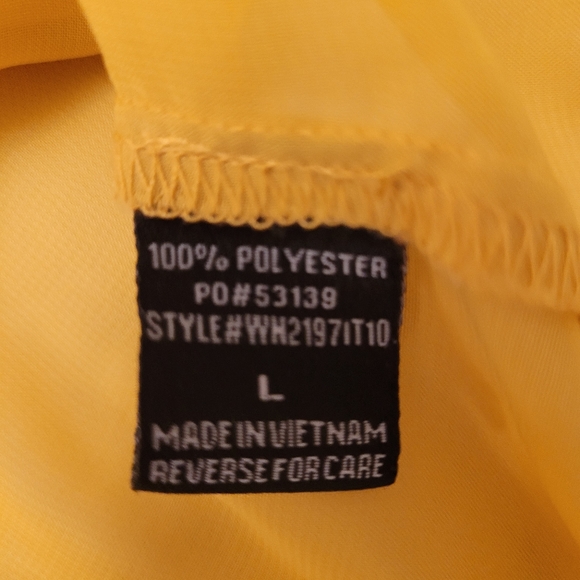 100% POLYESTER
PO#53139
STYLE#WH2197IT10
L
MADE IN VIETNAM
REVERSE FOR CARE